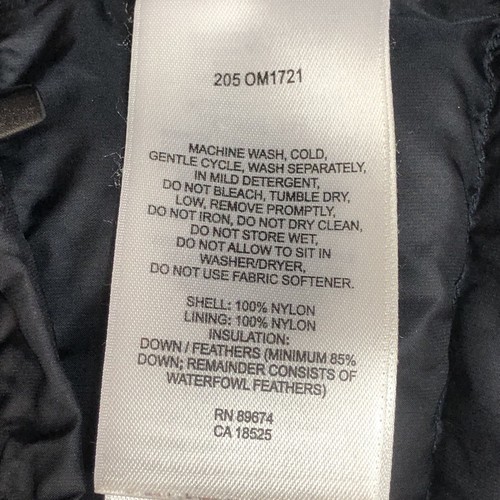 205 OM1721
MACHINE WASH, COLD,
GENTLE CYCLE, WASH SEPARATELY,
IN MILD DETERGENT,
DO NOT BLEACH, TUMBLE DRY,
LOW, REMOVE PROMPTLY,
DO NOT IRON, DO NOT DRY CLEAN,
DO NOT STORE WET,
DO NOT ALLOW TO SIT IN
WASHER/DRYER,
DO NOT USE FABRIC SOFTENER.
SHELL: 100% NYLON
LINING: 100% NYLON
INSULATION:
DOWN / FEATHERS (MINIMUM 85%
DOWN; REMAINDER CONSISTS OF
WATERFOWL FEATHERS)
RN 89674
CA 18525